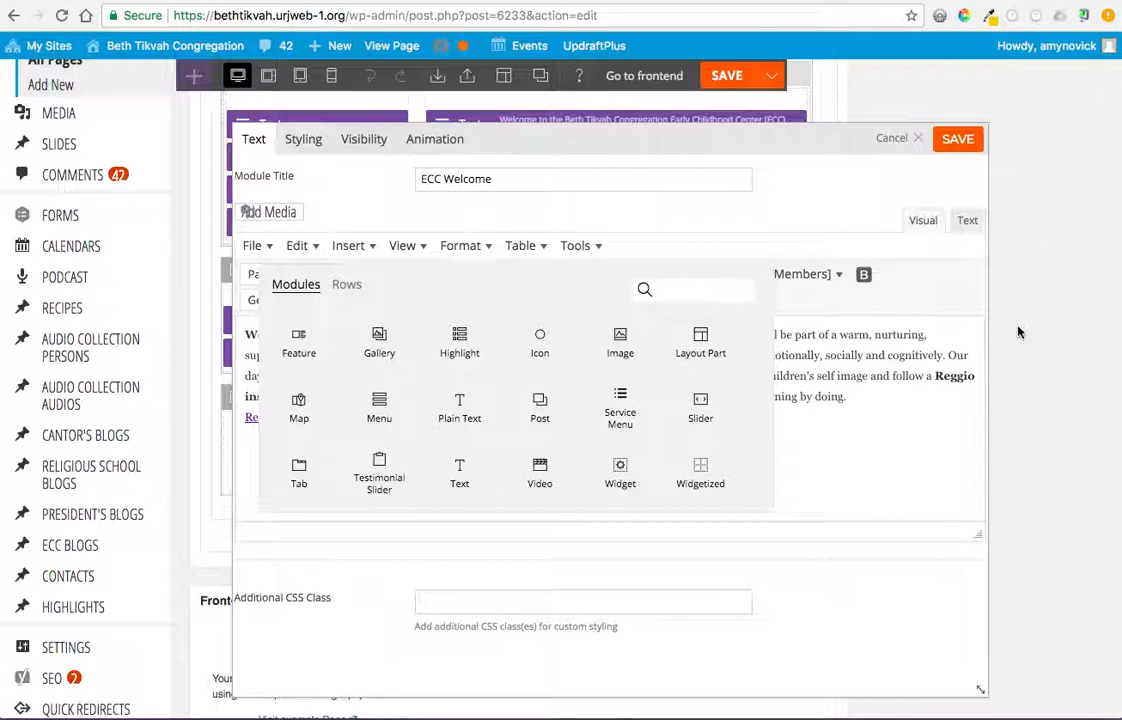 Secure | https://bethtikvah.urjweb-1.org/wp-admin/post.php?post=6233&action=edit
My Sites Beth Tikvah Congregation 42 New View Page Events UpdraftPlus Howdy, amynovick
All Pages
Add New
MEDIA
SLIDES
COMMENTS 42
FORMS
CALENDARS
PODCAST
RECIPES
AUDIO COLLECTION
PERSONS
AUDIO COLLECTION
AUDIOS
CANTOR'S BLOGS
RELIGIOUS SCHOOL
BLOGS
PRESIDENT'S BLOGS
ECC BLOGS
CONTACTS
HIGHLIGHTS
SETTINGS
SEO 2
QUICK REDIRECTS
? Go to frontend SAVE
Welcome to the Beth Tikvah Congregation Early Childhood Center (ECC
Text Styling Visibility Animation Cancel SAVE
Module Title ECC Welcome
Add Media
Visual Text
File Edit Insert View Format Table Tools
Members] B
Modules Rows
be part of a warm, nurturing,
otionally, socially and cognitively. Our
children's self image and follow a Reggio
ning by doing.
Feature Gallery Highlight Icon Image Layout Part
Map Menu Plain Text Post Service Menu Slider
Tab Testimonial Slider Text Video Widget Widgetized
Additional CSS Class
Add additional CSS class(es) for custom styling
Front
You
using